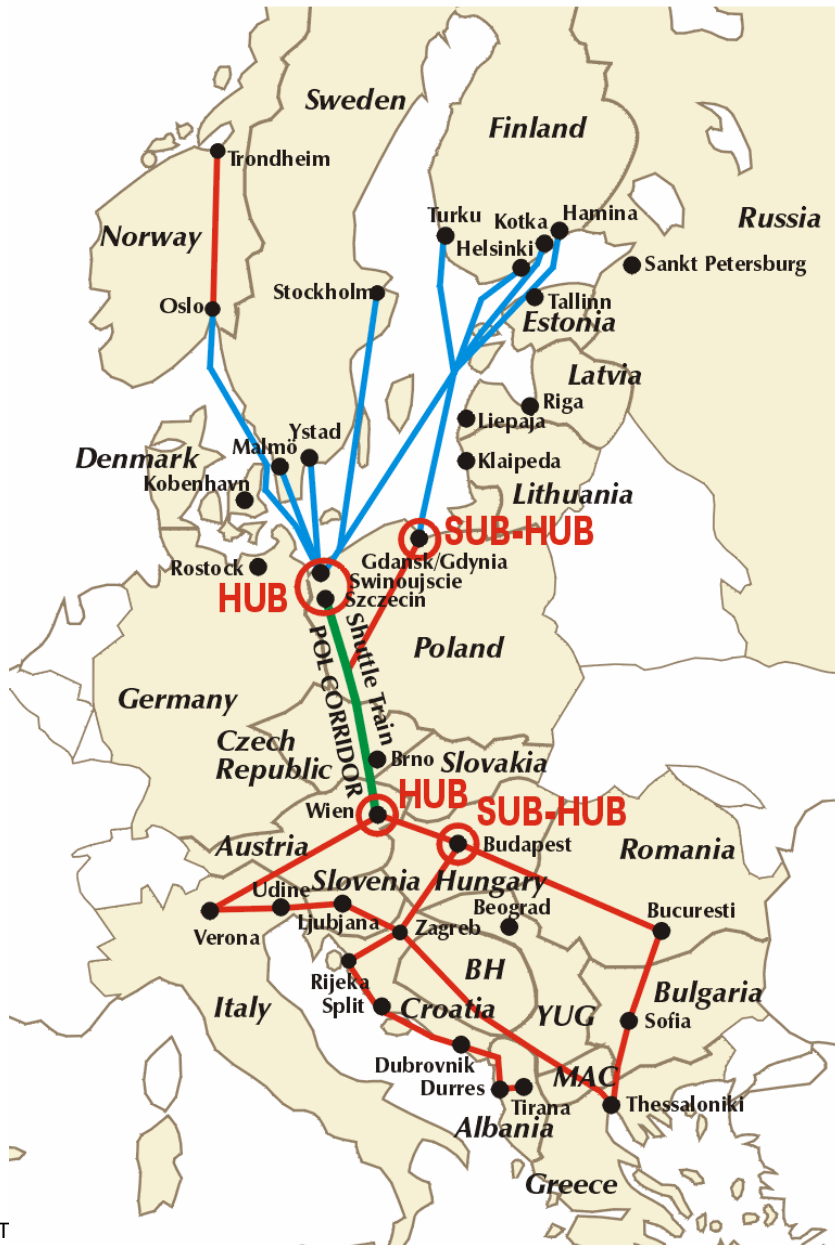 Sweden
Finland
Trondheim
Turku
Kotka
Hamina
Russia
Norway
Helsinki
Sankt Petersburg
Stockholm
Oslo
Tallinn
Estonia
Latvia
Riga
Liepaja
Ystad
Malmö
Denmark
Klaipeda
Kobenhavn
Lithuania
SUB-HUB
Gdansk/Gdynia
Rostock
Swinoujscie
HUB
Szczecin
Shuttle Train
POL CORRIDOR
Poland
Germany
Czech
Republic
Brno
Slovakia
HUB
SUB-HUB
Wien
Budapest
Austria
Romania
Slovenia
Hungary
Udine
Beograd
Bucuresti
Ljubljana
Zagreb
Verona
BH
Rijeka
Bulgaria
Italy
Split
Croatia
YUG
Sofia
Dubrovnik
MAC
Durres
Tirana
Thessaloniki
Albania
Greece
T